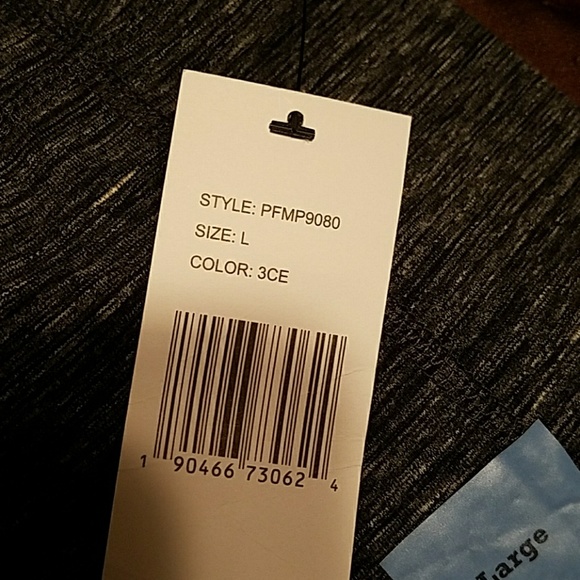 STYLE: PFMP9080
SIZE: L
COLOR: 3CE
1 90466 73062 4
Large